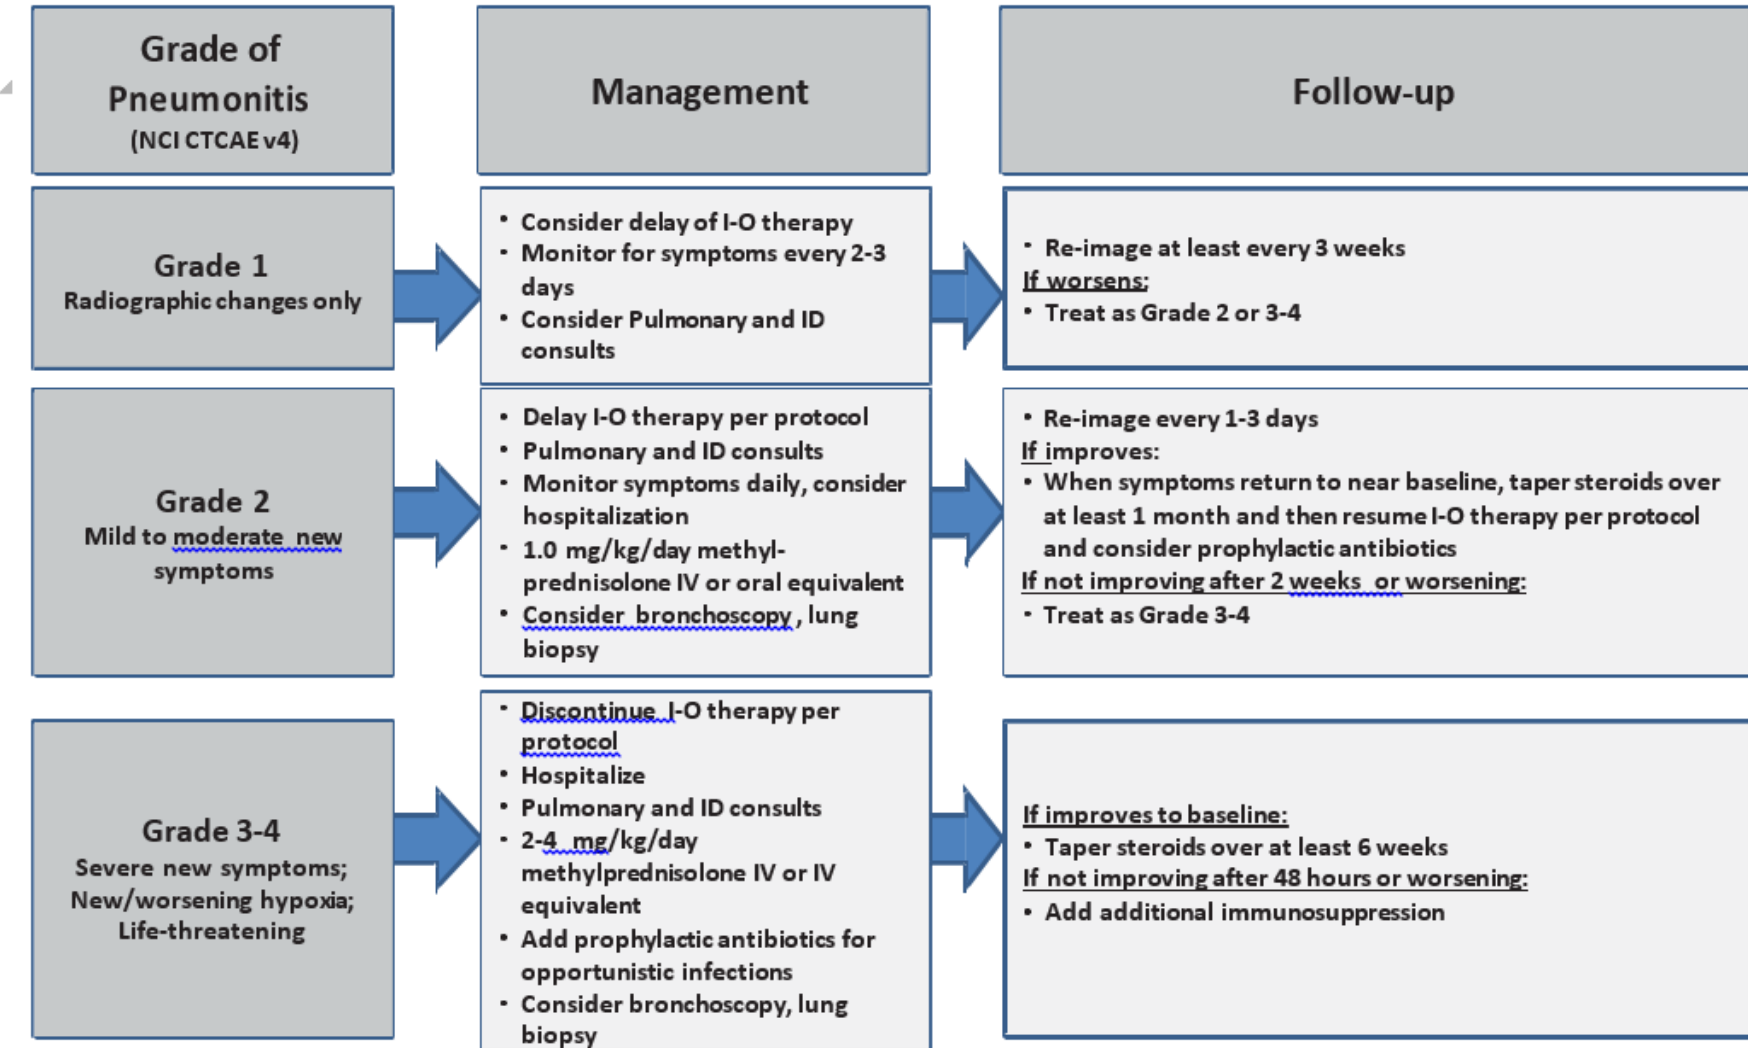 Grade of
Pneumonitis
(NCI CTCAE v4)
Management
Follow-up
Grade 1
Radiographic changes only
• Consider delay of I-O therapy
• Monitor for symptoms every 2-3
days
• Consider Pulmonary and ID
consults
• Re-image at least every 3 weeks
If worsens:
• Treat as Grade 2 or 3-4
Grade 2
Mild to moderate new
symptoms
• Delay I-O therapy per protocol
• Pulmonary and ID consults
• Monitor symptoms daily, consider
hospitalization
• 1.0 mg/kg/day methyl-
prednisolone IV or oral equivalent
• Consider bronchoscopy, lung
biopsy
• Re-image every 1-3 days
If improves:
• When symptoms return to near baseline, taper steroids over
at least 1 month and then resume I-O therapy per protocol
and consider prophylactic antibiotics
If not improving after 2 weeks or worsening:
• Treat as Grade 3-4
Grade 3-4
Severe new symptoms;
New/worsening hypoxia;
Life-threatening
• Discontinue I-O therapy per
protocol
• Hospitalize
• Pulmonary and ID consults
• 2-4 mg/kg/day
methylprednisolone IV or IV
equivalent
• Add prophylactic antibiotics for
opportunistic infections
• Consider bronchoscopy, lung
biopsy
If improves to baseline:
• Taper steroids over at least 6 weeks
If not improving after 48 hours or worsening:
• Add additional immunosuppression